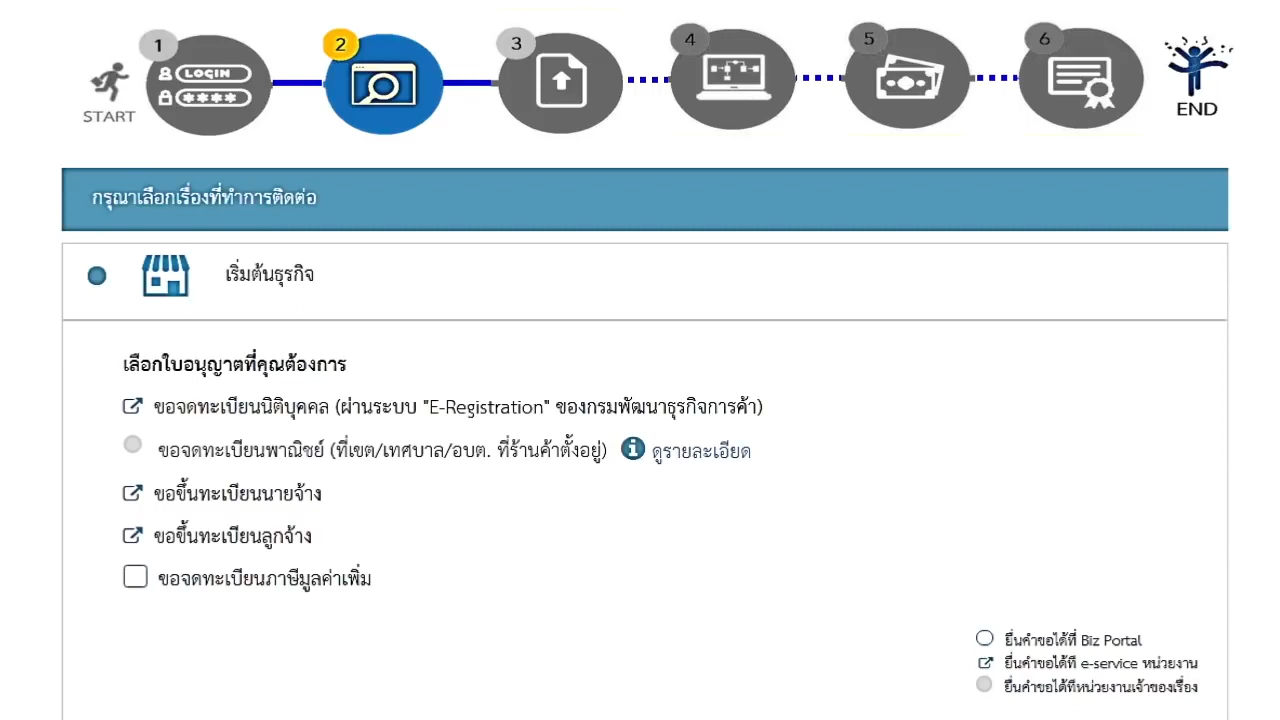 1
2
3
4
5
6
LOGIN
****
START
END
กรุณาเลือกเรื่องที่ทำการติดต่อ
เริ่มต้นธุรกิจ
เลือกใบอนุญาตที่คุณต้องการ
ขอจดทะเบียนนิติบุคคล (ผ่านระบบ "E-Registration" ของกรมพัฒนาธุรกิจการค้า)
ขอจดทะเบียนพาณิชย์ (ที่เขต/เทศบาล/อบต. ที่ร้านค้าตั้งอยู่) i ดูรายละเอียด
ขอขึ้นทะเบียนนายจ้าง
ขอขึ้นทะเบียนลูกจ้าง
ขอจดทะเบียนภาษีมูลค่าเพิ่ม
ยื่นคำขอได้ที่ Biz Portal
ยื่นคำขอได้ที่ e-service หน่วยงาน
ยื่นคำขอได้ที่หน่วยงานเจ้าของเรื่อง